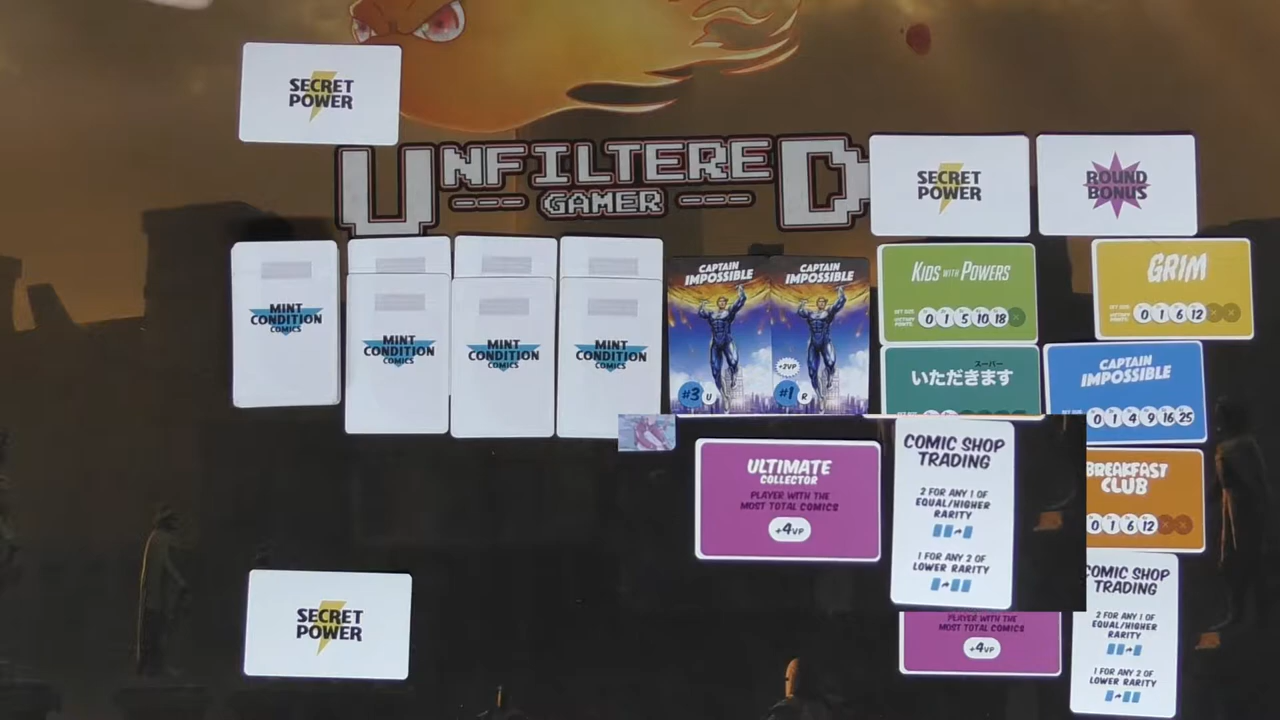 SECRET
POWER
UNFILTERED
GAMER
SECRET
POWER
ROUND
BONUS
MINT
CONDITION
COMICS
MINT
CONDITION
COMICS
MINT
CONDITION
COMICS
MINT
CONDITION
COMICS
CAPTAIN
IMPOSSIBLE
#3 U
CAPTAIN
IMPOSSIBLE
+2VP
#1 R
KIDS WITH POWERS
SET SIZE
VICTORY
POINTS:
0 1 5 10 18
GRIM
0 1 6 12
スーパー
いただきます
CAPTAIN
IMPOSSIBLE
0 1 4 9 16 25
BREAKFAST
CLUB
0 1 6 12
ULTIMATE
COLLECTOR
PLAYER WITH THE
MOST TOTAL COMICS
+4VP
COMIC SHOP
TRADING
2 FOR ANY 1 OF
EQUAL/HIGHER
RARITY
1 FOR ANY 2 OF
LOWER RARITY
SECRET
POWER
PLAYER WITH THE
MOST TOTAL COMICS
+4VP
COMIC SHOP
TRADING
2 FOR ANY 1 OF
EQUAL/HIGHER
RARITY
1 FOR ANY 2 OF
LOWER RARITY